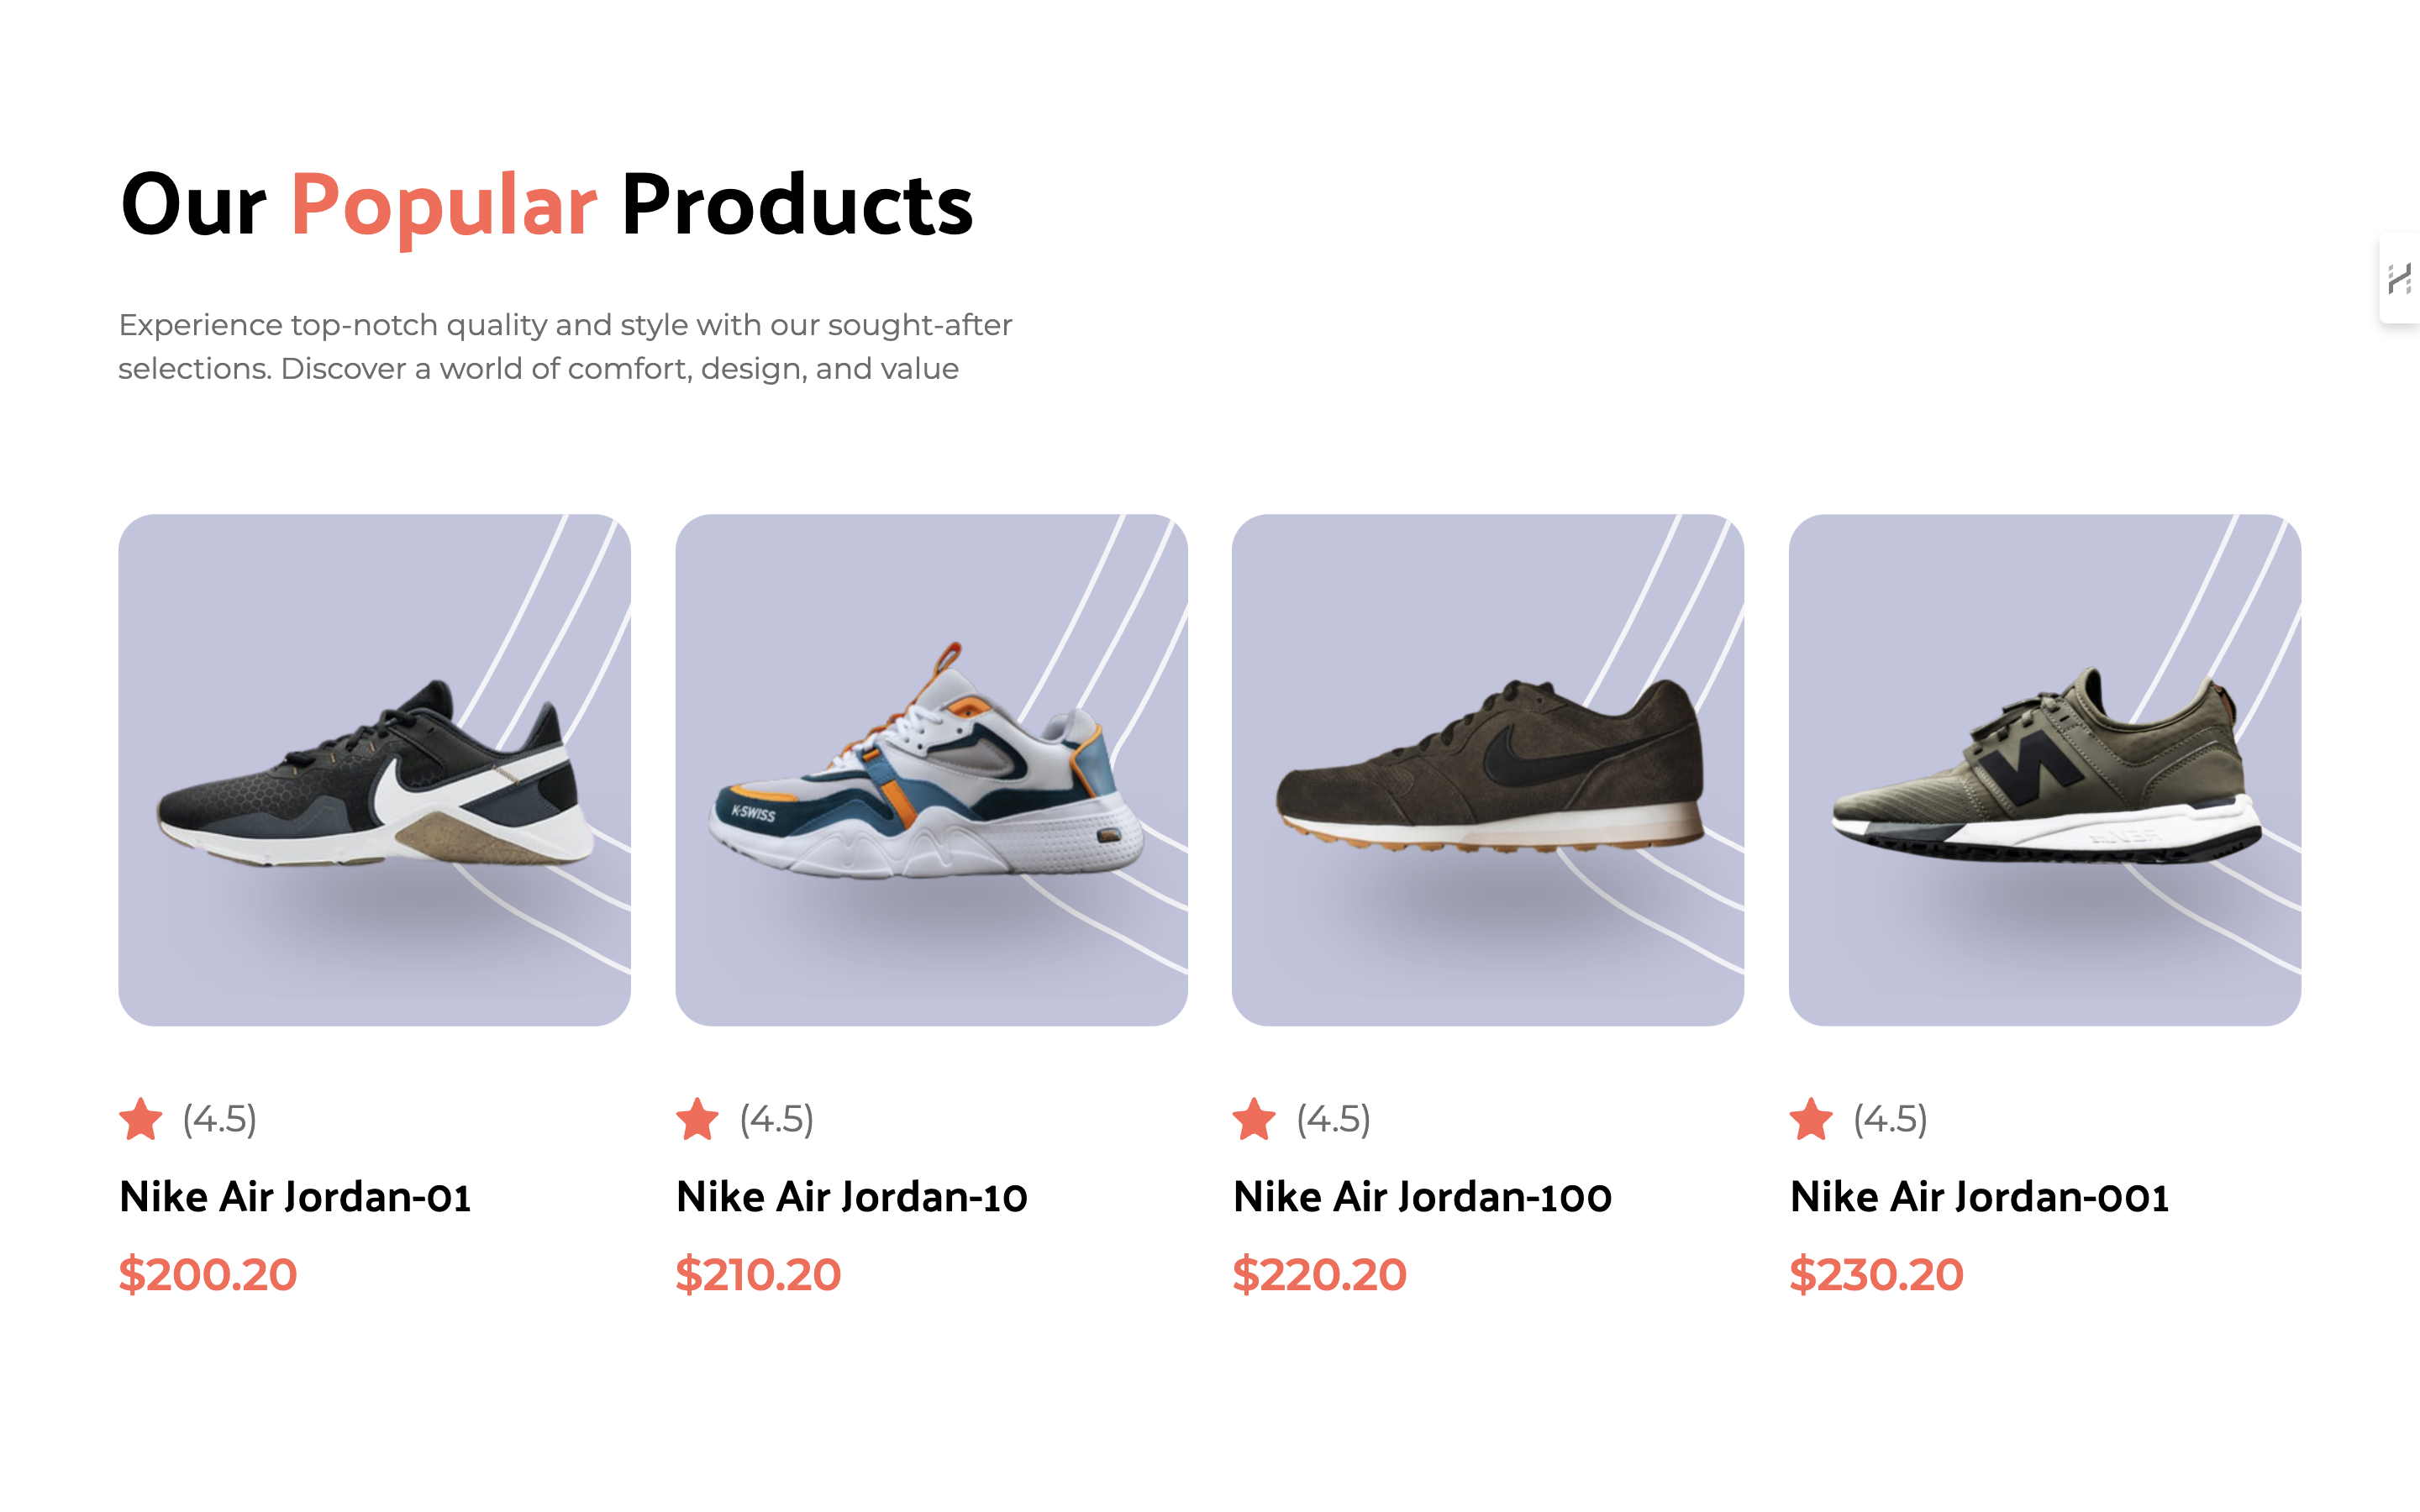 Our Popular Products
Experience top-notch quality and style with our sought-after
selections. Discover a world of comfort, design, and value
K-SWISS
N
(4.5)
(4.5)
(4.5)
(4.5)
Nike Air Jordan-01
Nike Air Jordan-10
Nike Air Jordan-100
Nike Air Jordan-001
$200.20
$210.20
$220.20
$230.20